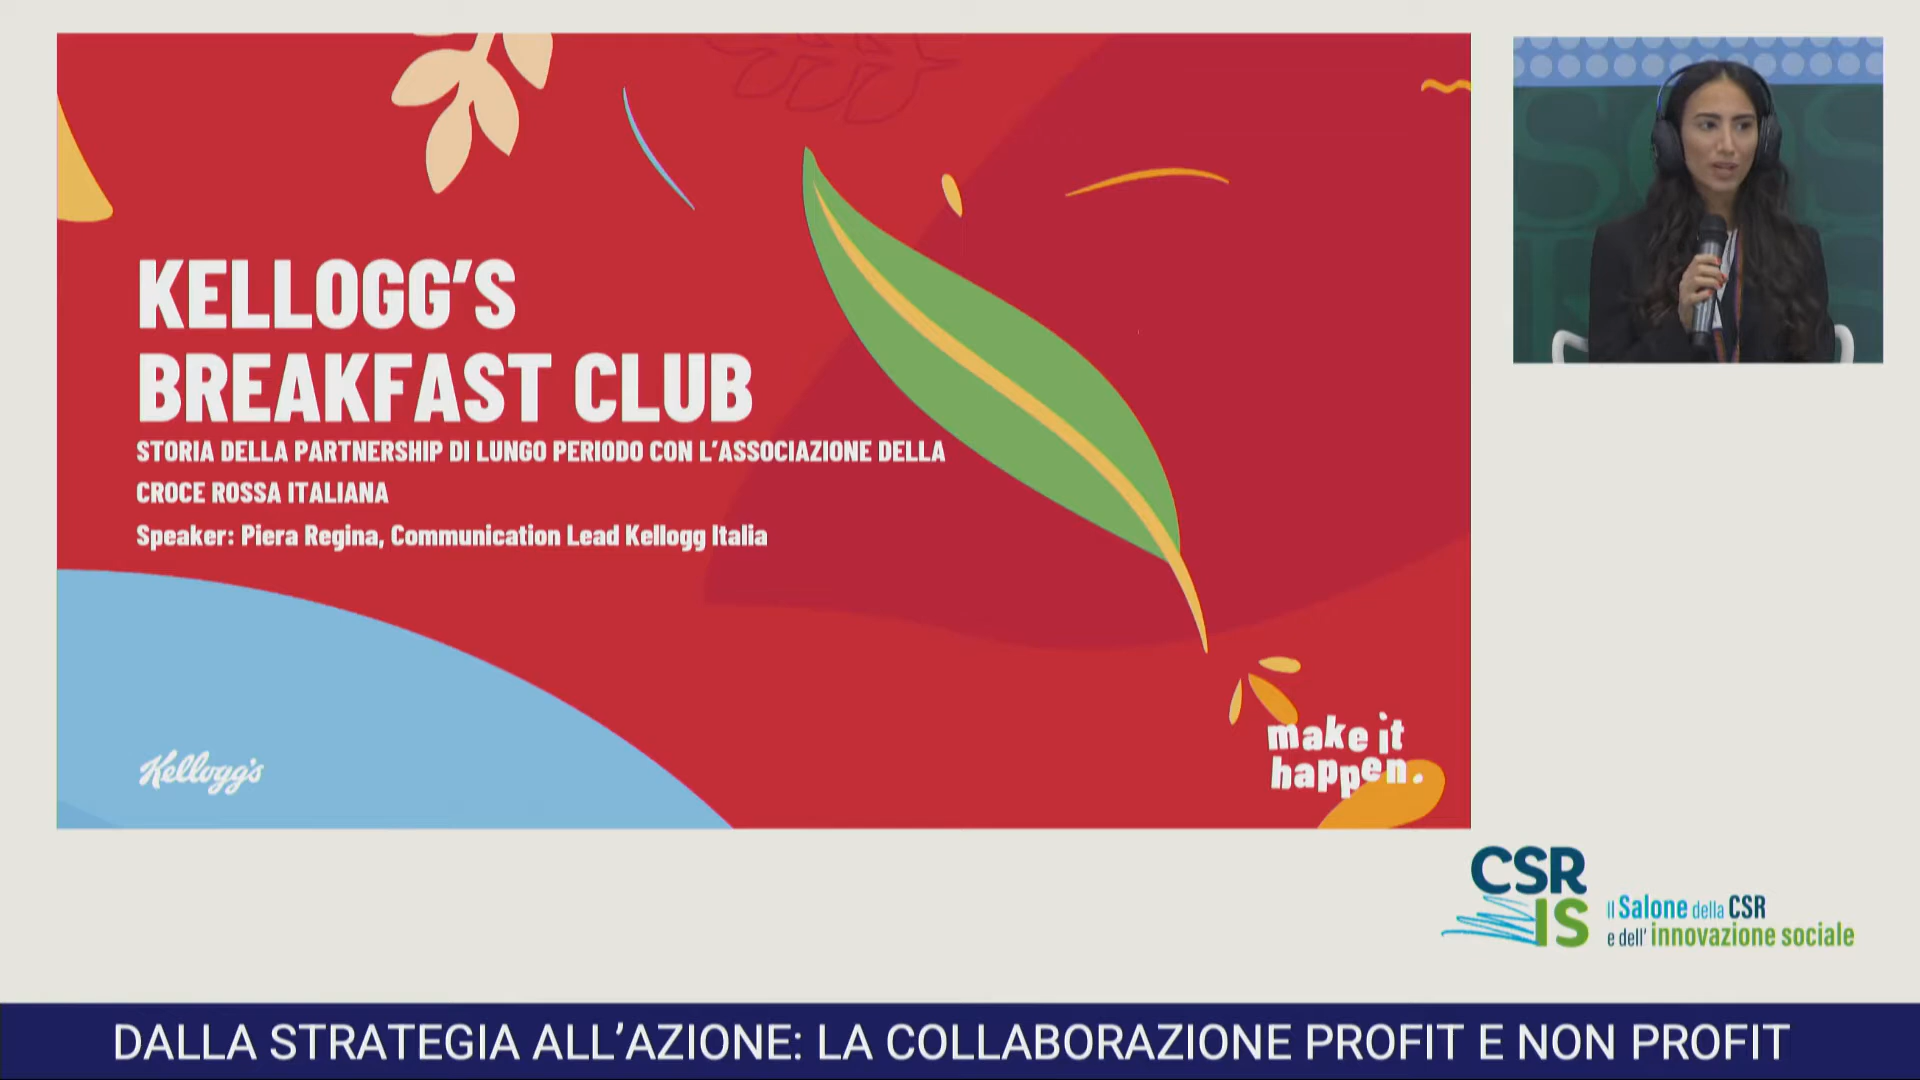 KELLOGG'S
BREAKFAST CLUB
STORIA DELLA PARTNERSHIP DI LUNGO PERIODO CON L'ASSOCIAZIONE DELLA
CROCE ROSSA ITALIANA
Speaker: Piera Regina, Communication Lead Kellogg Italia
Kellogg's
make it
happen.
CSR
IS
Il Salone della CSR
e dell' innovazione sociale
DALLA STRATEGIA ALL'AZIONE: LA COLLABORAZIONE PROFIT E NON PROFIT